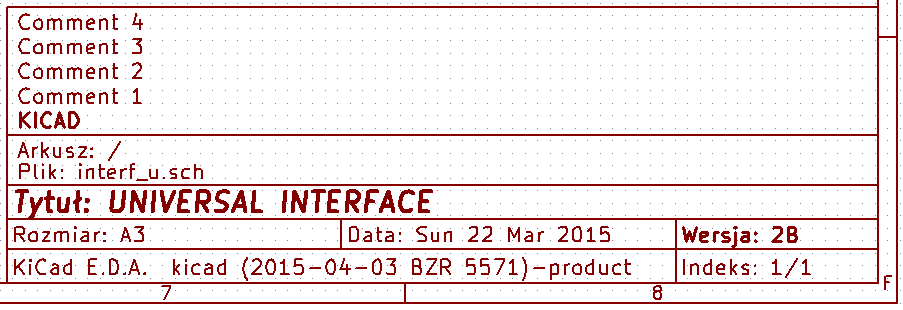 Comment 4
Comment 3
Comment 2
Comment 1
KICAD
Arkusz: /
Plik: interf_u.sch
Tytuł: UNIVERSAL INTERFACE
Rozmiar: A3 Data: Sun 22 Mar 2015 Wersja: 2B
KiCad E.D.A. kicad (2015-04-03 BZR 5571)-product Indeks: 1/1
F
7 8